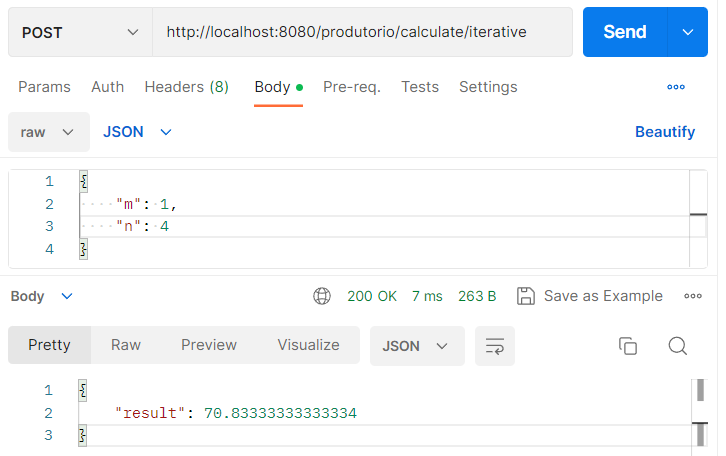 POST http://localhost:8080/produtorio/calculate/iterative Send
Params Auth Headers (8) Body Pre-req. Tests Settings
raw JSON Beautify
1 {
2 "m": 1,
3 "n": 4
4 }
Body 200 OK 7 ms 263 B Save as Example
Pretty Raw Preview Visualize JSON
1 {
2 "result": 70.83333333333334
3 }